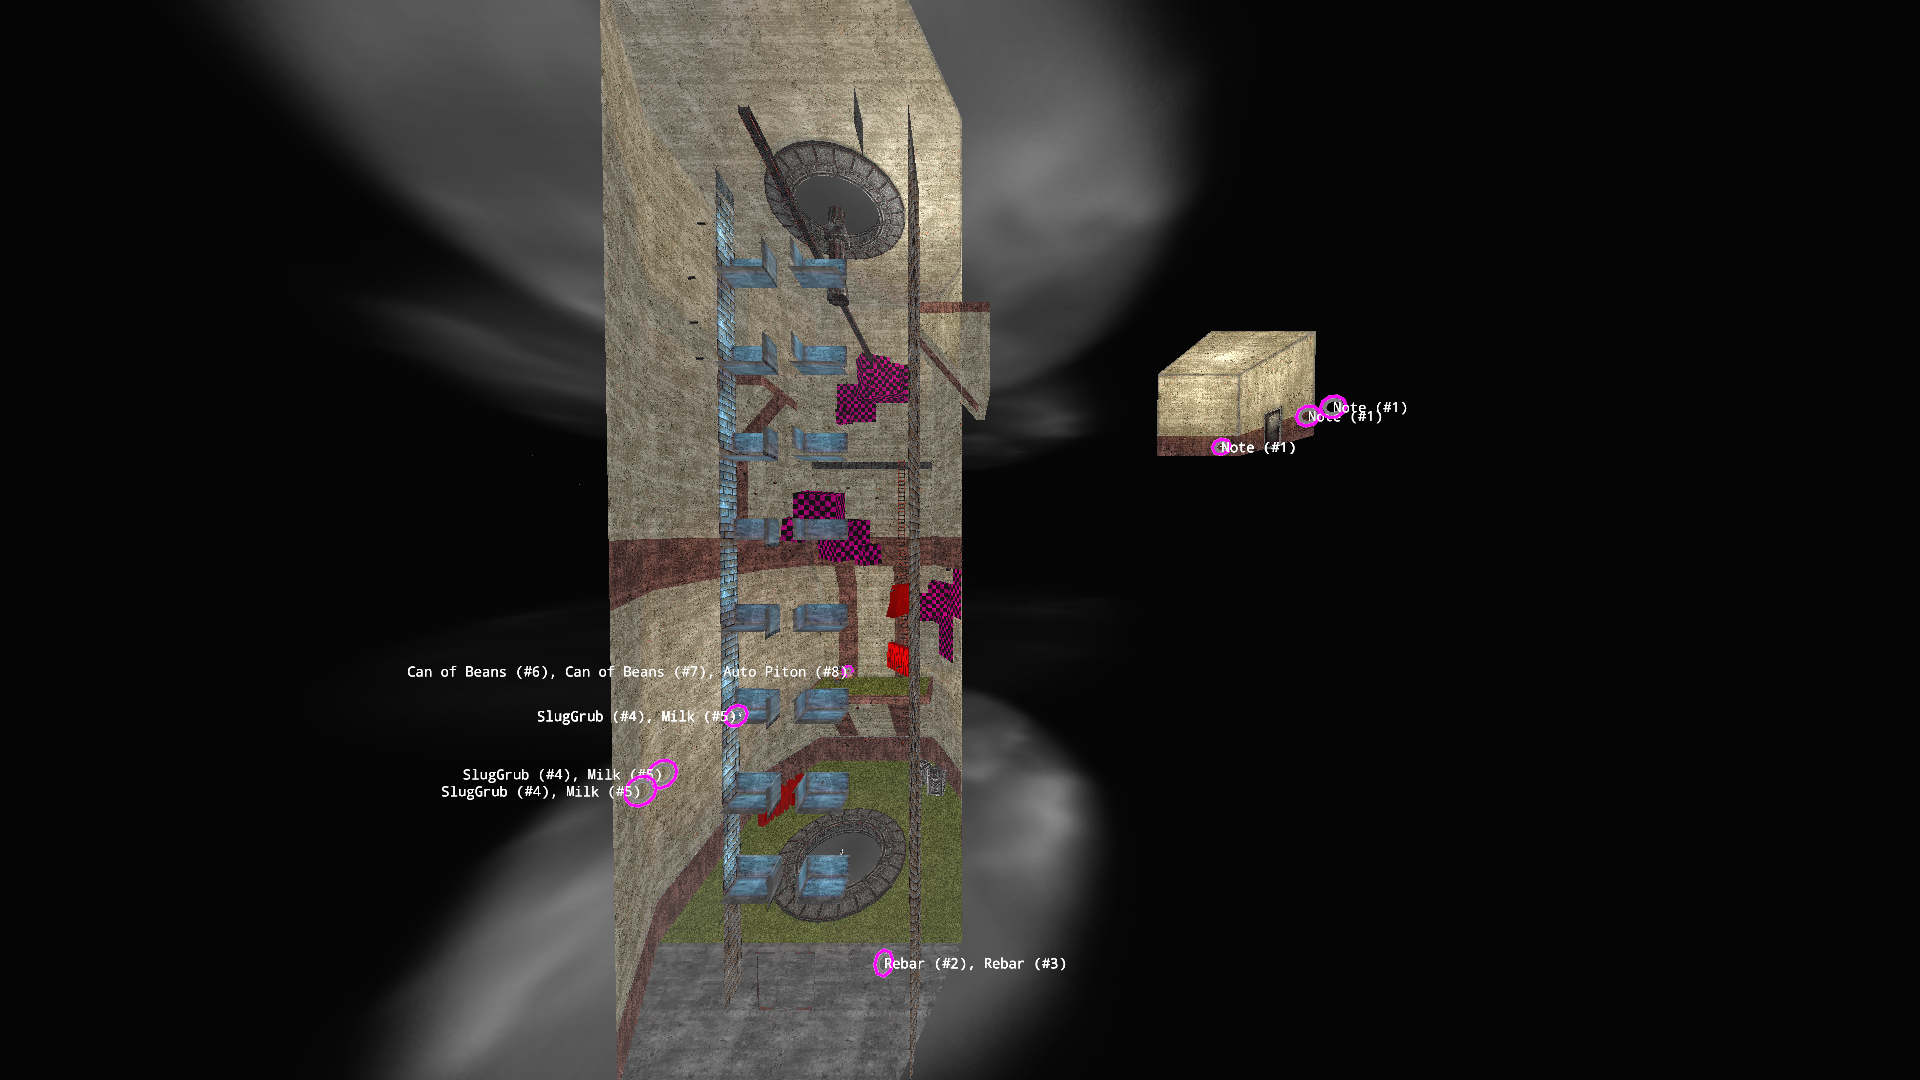 Note (#1)
Note (#1)
Note (#1)
Can of Beans (#6), Can of Beans (#7), Auto Piton (#8)
SlugGrub (#4), Milk (#5)
SlugGrub (#4), Milk (#5)
SlugGrub (#4), Milk (#5)
Rebar (#2), Rebar (#3)